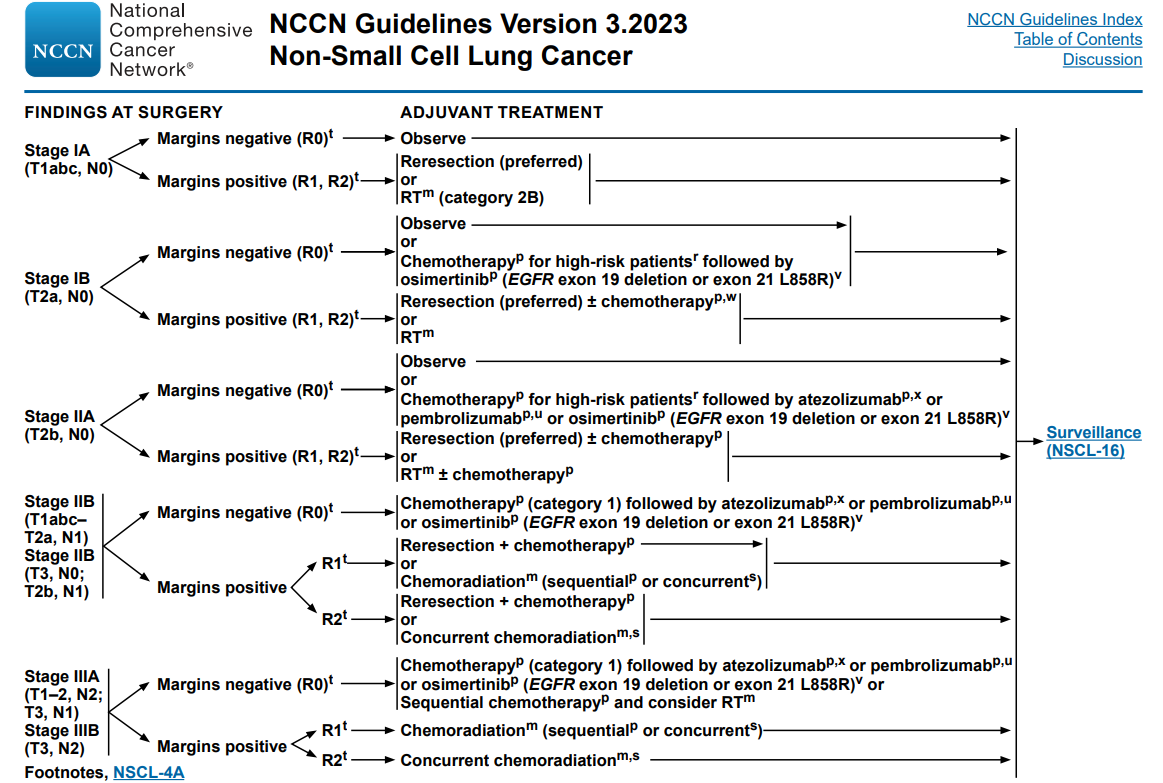 National
Comprehensive
Cancer
Network®
NCCN
NCCN Guidelines Version 3.2023
Non-Small Cell Lung Cancer
NCCN Guidelines Index
Table of Contents
Discussion
FINDINGS AT SURGERY
ADJUVANT TREATMENT
Stage IA
(T1abc, N0)
Margins negative (R0)t
Observe
Margins positive (R1, R2)t
Reresection (preferred)
or
RTm (category 2B)
Stage IB
(T2a, N0)
Margins negative (R0)t
Observe
or
Chemotherapyp for high-risk patientsr followed by
osimertinibp (EGFR exon 19 deletion or exon 21 L858R)v
Margins positive (R1, R2)t
Reresection (preferred) ± chemotherapyp,w
or
RTm
Stage IIA
(T2b, N0)
Margins negative (R0)t
Observe
or
Chemotherapyp for high-risk patientsr followed by atezolizumabp,x or
pembrolizumabp,u or osimertinibp (EGFR exon 19 deletion or exon 21 L858R)v
Margins positive (R1, R2)t
Reresection (preferred) ± chemotherapyp
or
RTm ± chemotherapyp
Stage IIB
(T1abc–
T2a, N1)
Stage IIB
(T3, N0;
T2b, N1)
Margins negative (R0)t
Chemotherapyp (category 1) followed by atezolizumabp,x or pembrolizumabp,u
or osimertinibp (EGFR exon 19 deletion or exon 21 L858R)v
Margins positive
R1t
Reresection + chemotherapyp
or
Chemoradiationm (sequentialp or concurrents)
R2t
Reresection + chemotherapyp
or
Concurrent chemoradiationm,s
Stage IIIA
(T1–2, N2;
T3, N1)
Stage IIIB
(T3, N2)
Margins negative (R0)t
Chemotherapyp (category 1) followed by atezolizumabp,x or pembrolizumabp,u
or osimertinibp (EGFR exon 19 deletion or exon 21 L858R)v or
Sequential chemotherapyp and consider RTm
Margins positive
R1t
Chemoradiationm (sequentialp or concurrents)
R2t
Concurrent chemoradiationm,s
Surveillance
(NSCL-16)
Footnotes, NSCL-4A